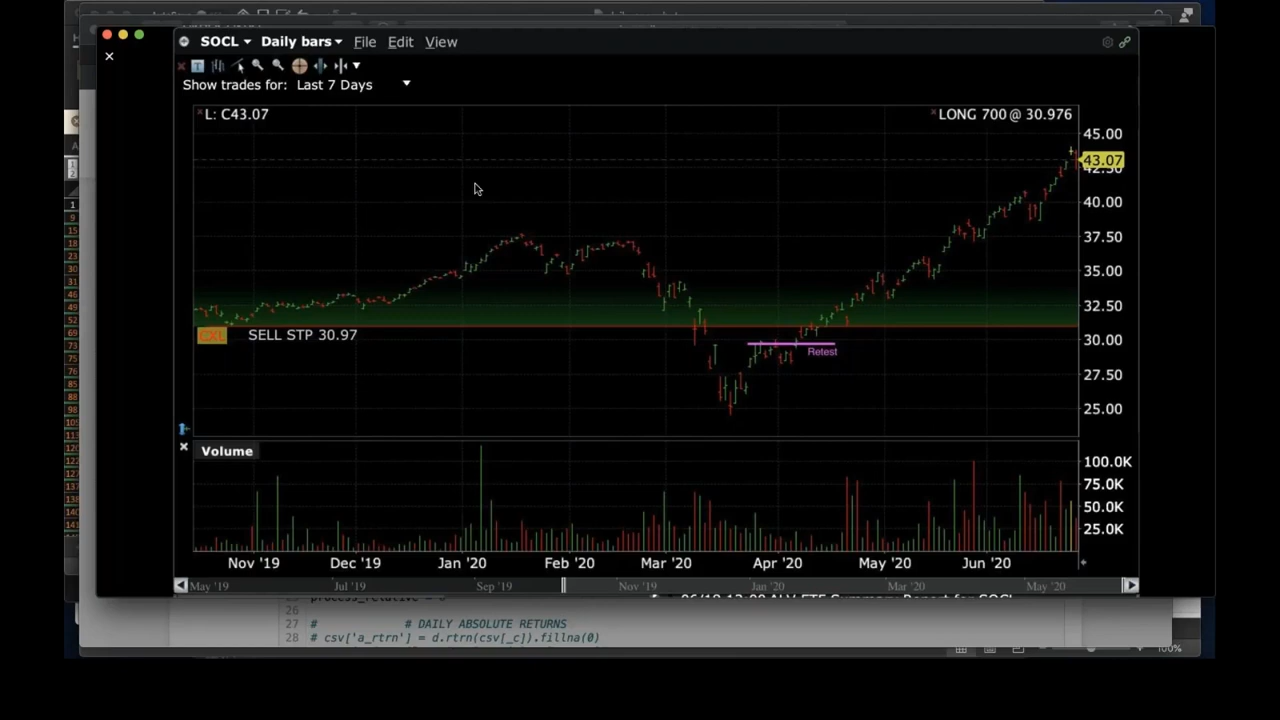 SOCL Daily bars File Edit View
Show trades for: Last 7 Days
L: C43.07
LONG 700 @ 30.976
45.00
43.07
42.50
40.00
37.50
35.00
32.50
30.00
27.50
25.00
SELL STP 30.97
Retest
Volume
100.0K
75.0K
50.0K
25.0K
Nov '19 Dec '19 Jan '20 Feb '20 Mar '20 Apr '20 May '20 Jun '20
May '19 Jul '19 Sep '19 Nov '19 Jan '20 Mar '20 May '20
26
27 # # DAILY ABSOLUTE RETURNS
28 # csv['a_rtrn'] = d.rtrn(csv[_c]).fillna(0)
100%